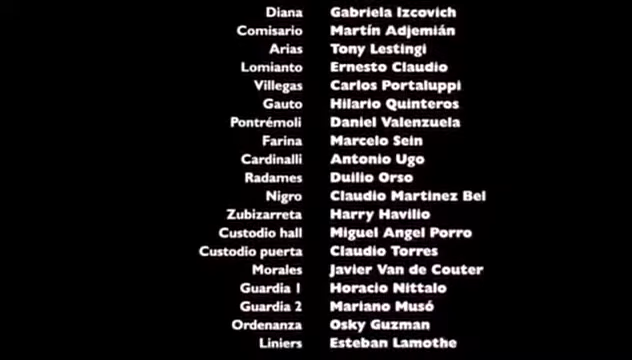 Diana Gabriela Izcovich
Comisario Martín Adjemián
Arias Tony Lestingi
Lomianto Ernesto Claudio
Villegas Carlos Portaluppi
Gauto Hilario Quinteros
Pontrémoli Daniel Valenzuela
Farina Marcelo Sein
Cardinalli Antonio Ugo
Radames Duilio Orso
Nigro Claudio Martinez Bel
Zubizarreta Harry Havilio
Custodio hall Miguel Angel Porro
Custodio puerta Claudio Torres
Morales Javier Van de Couter
Guardia 1 Horacio Nittalo
Guardia 2 Mariano Musó
Ordenanza Osky Guzman
Liniers Esteban Lamothe